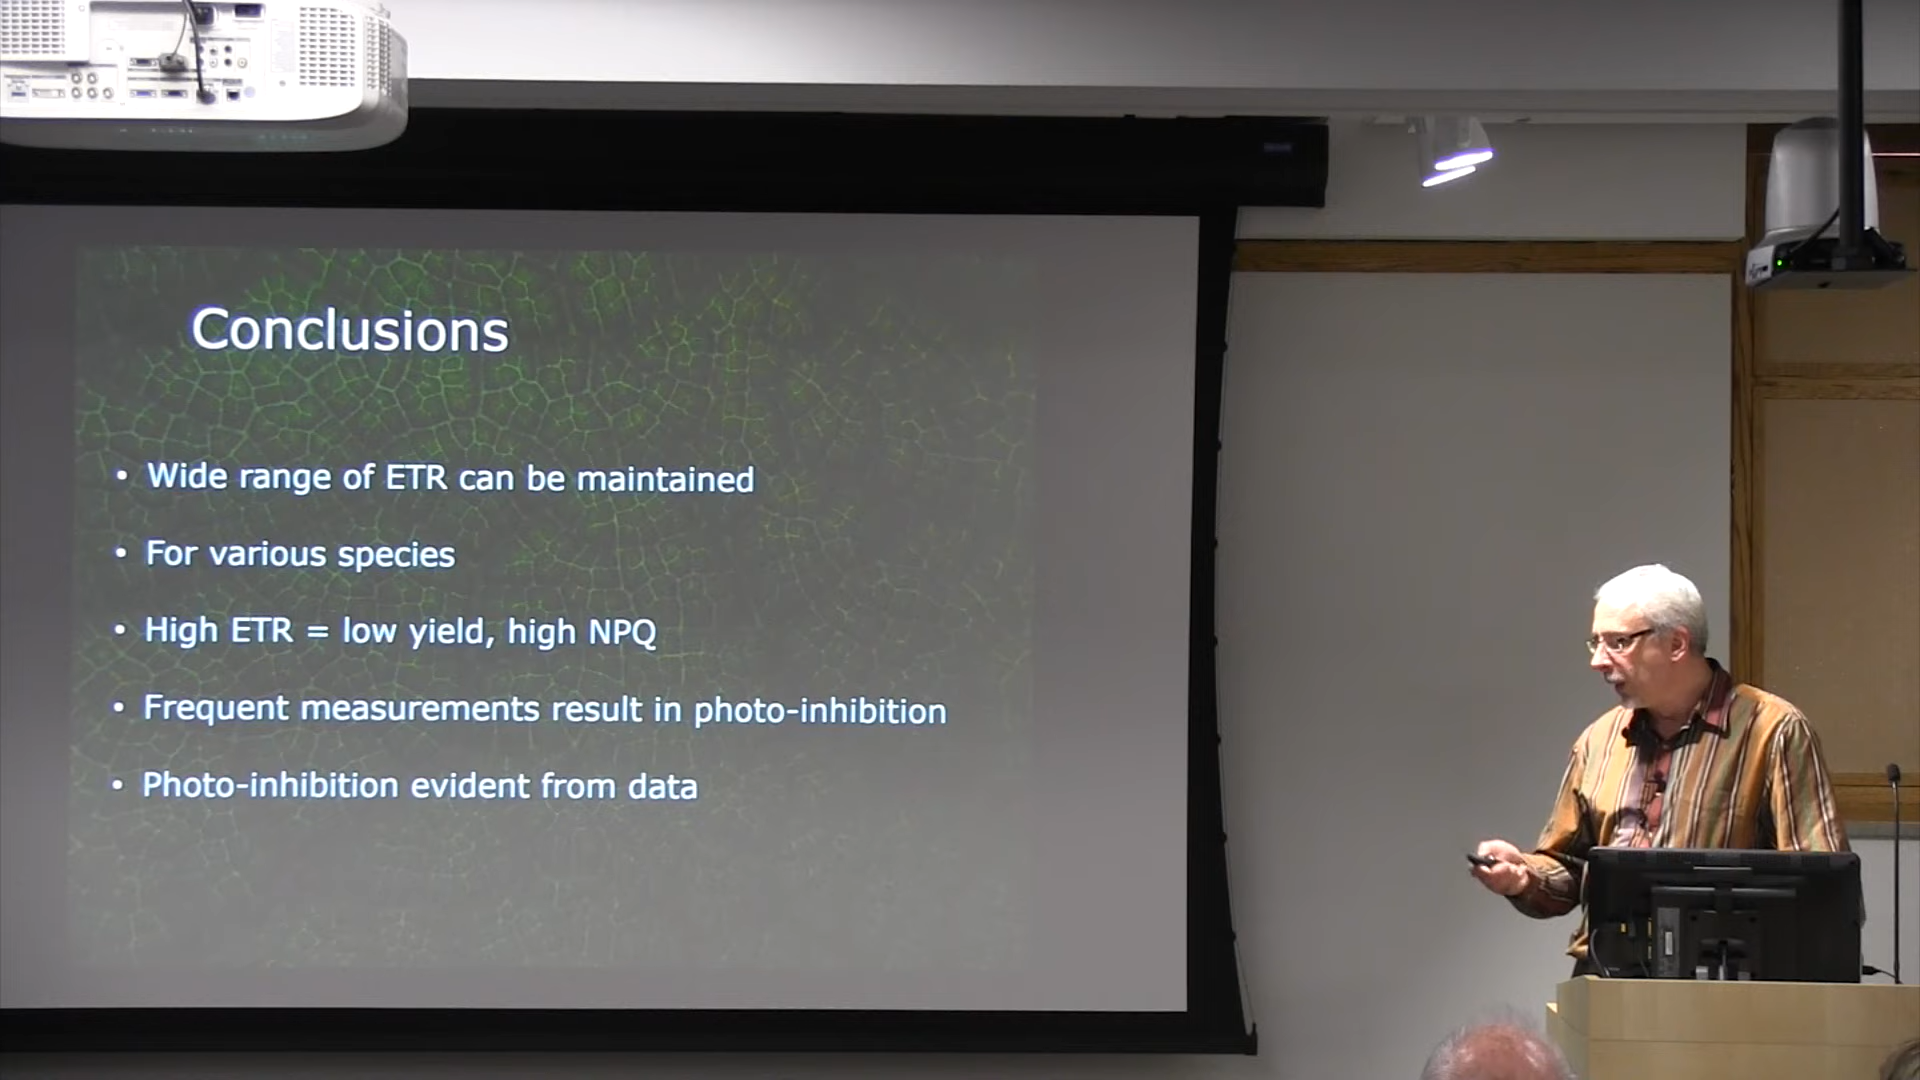 Conclusions
• Wide range of ETR can be maintained
• For various species
• High ETR = low yield, high NPQ
• Frequent measurements result in photo-inhibition
• Photo-inhibition evident from data